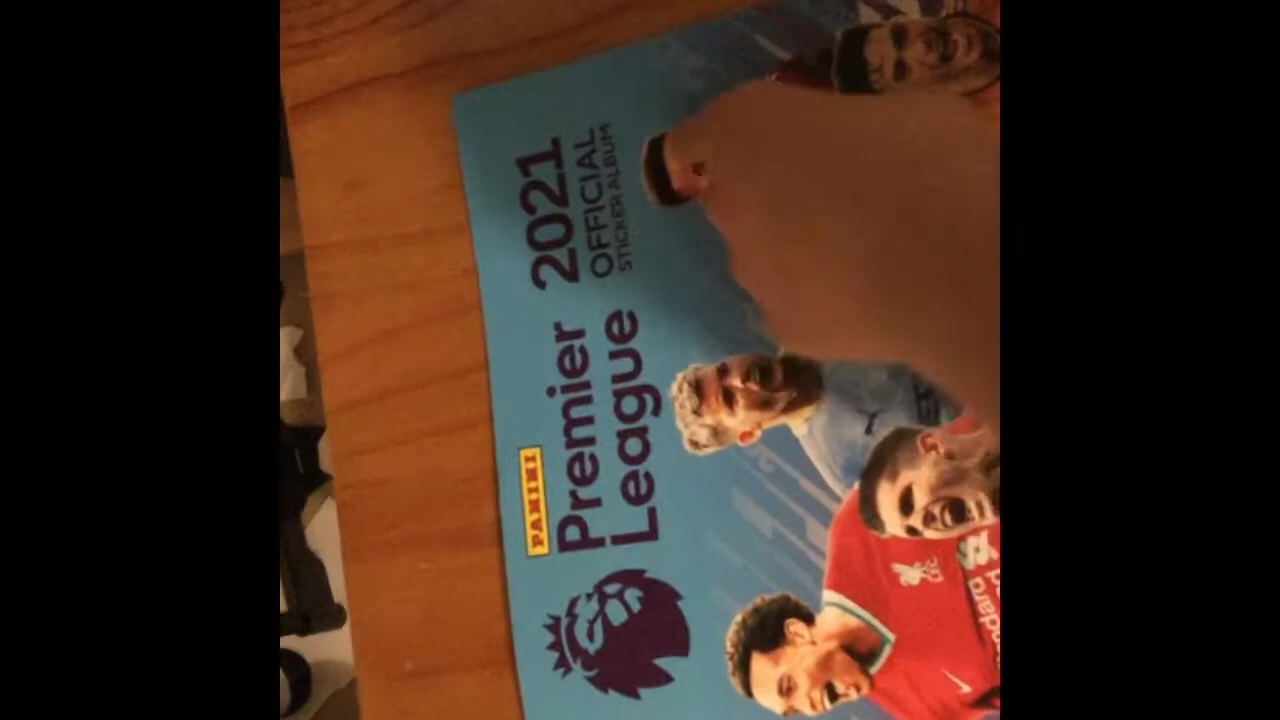 PANINI
Premier
League
2021
OFFICIAL
STICKER ALBUM